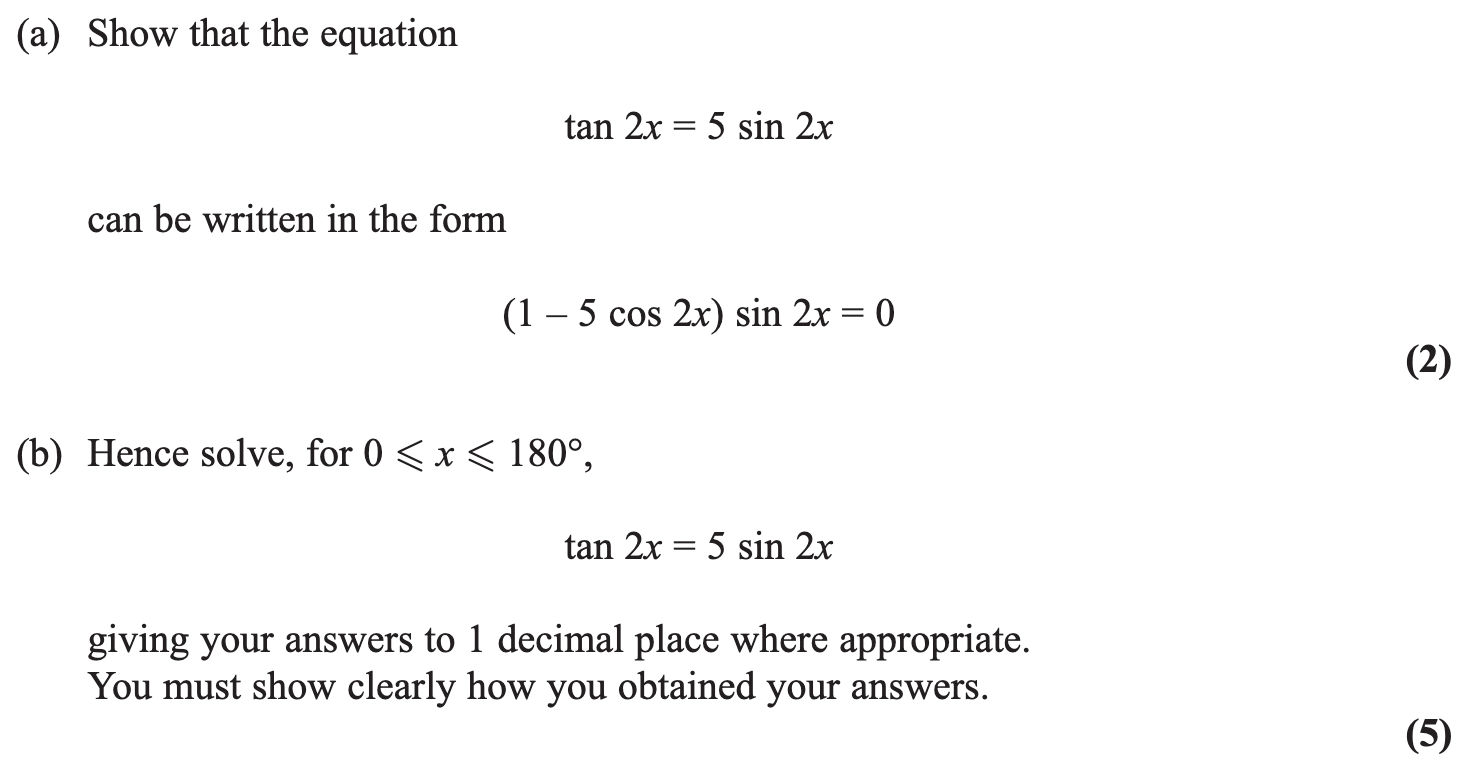 (a) Show that the equation
tan 2x = 5 sin 2x
can be written in the form
(1 – 5 cos 2x) sin 2x = 0
(2)
(b) Hence solve, for 0 ⩽ x ⩽ 180°,
tan 2x = 5 sin 2x
giving your answers to 1 decimal place where appropriate.
You must show clearly how you obtained your answers.
(5)